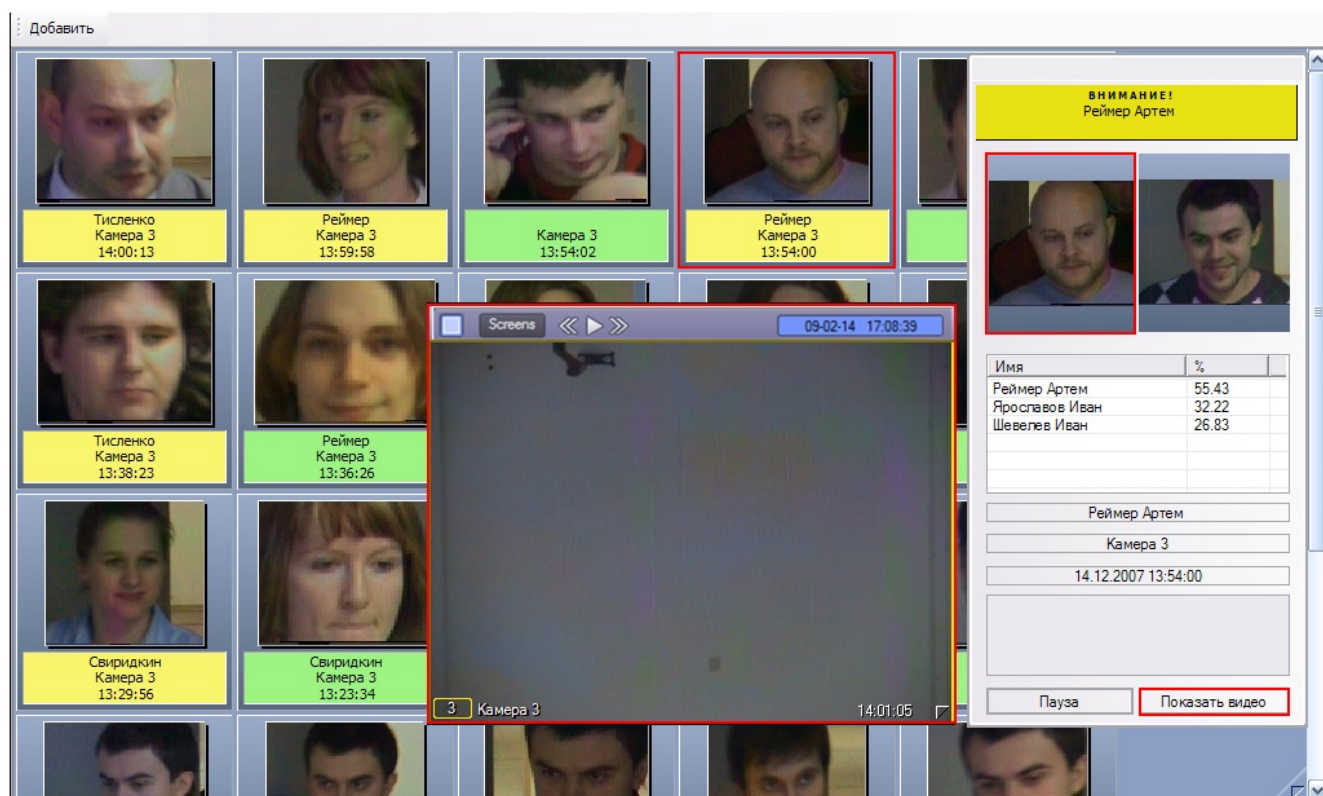 Добавить
Тисленко
Камера 3
14:00:13
Реймер
Камера 3
13:59:58
Камера 3
13:54:02
Реймер
Камера 3
13:54:00
Тисленко
Камера 3
13:38:23
Реймер
Камера 3
13:36:26
Свиридкин
Камера 3
13:29:56
Свиридкин
Камера 3
13:23:34
Screens
09-02-14 17:08:39
3 Камера 3
14:01:05
ВНИМАНИЕ!
Реймер Артем
Имя %
Реймер Артем 55.43
Ярославов Иван 32.22
Шевелев Иван 26.83
Реймер Артем
Камера 3
14.12.2007 13:54:00
Пауза
Показать видео